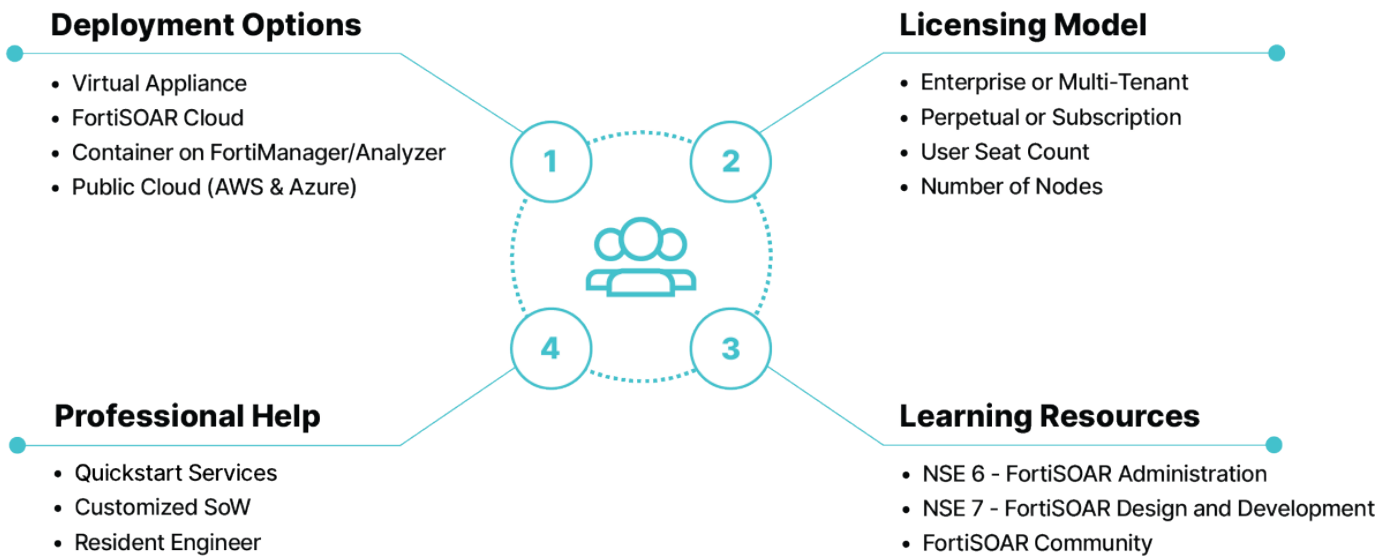 Deployment Options
• Virtual Appliance
• FortiSOAR Cloud
• Container on FortiManager/Analyzer
• Public Cloud (AWS & Azure)
Licensing Model
• Enterprise or Multi-Tenant
• Perpetual or Subscription
• User Seat Count
• Number of Nodes
1
2
4
3
Professional Help
• Quickstart Services
• Customized SoW
• Resident Engineer
Learning Resources
• NSE 6 - FortiSOAR Administration
• NSE 7 - FortiSOAR Design and Development
• FortiSOAR Community